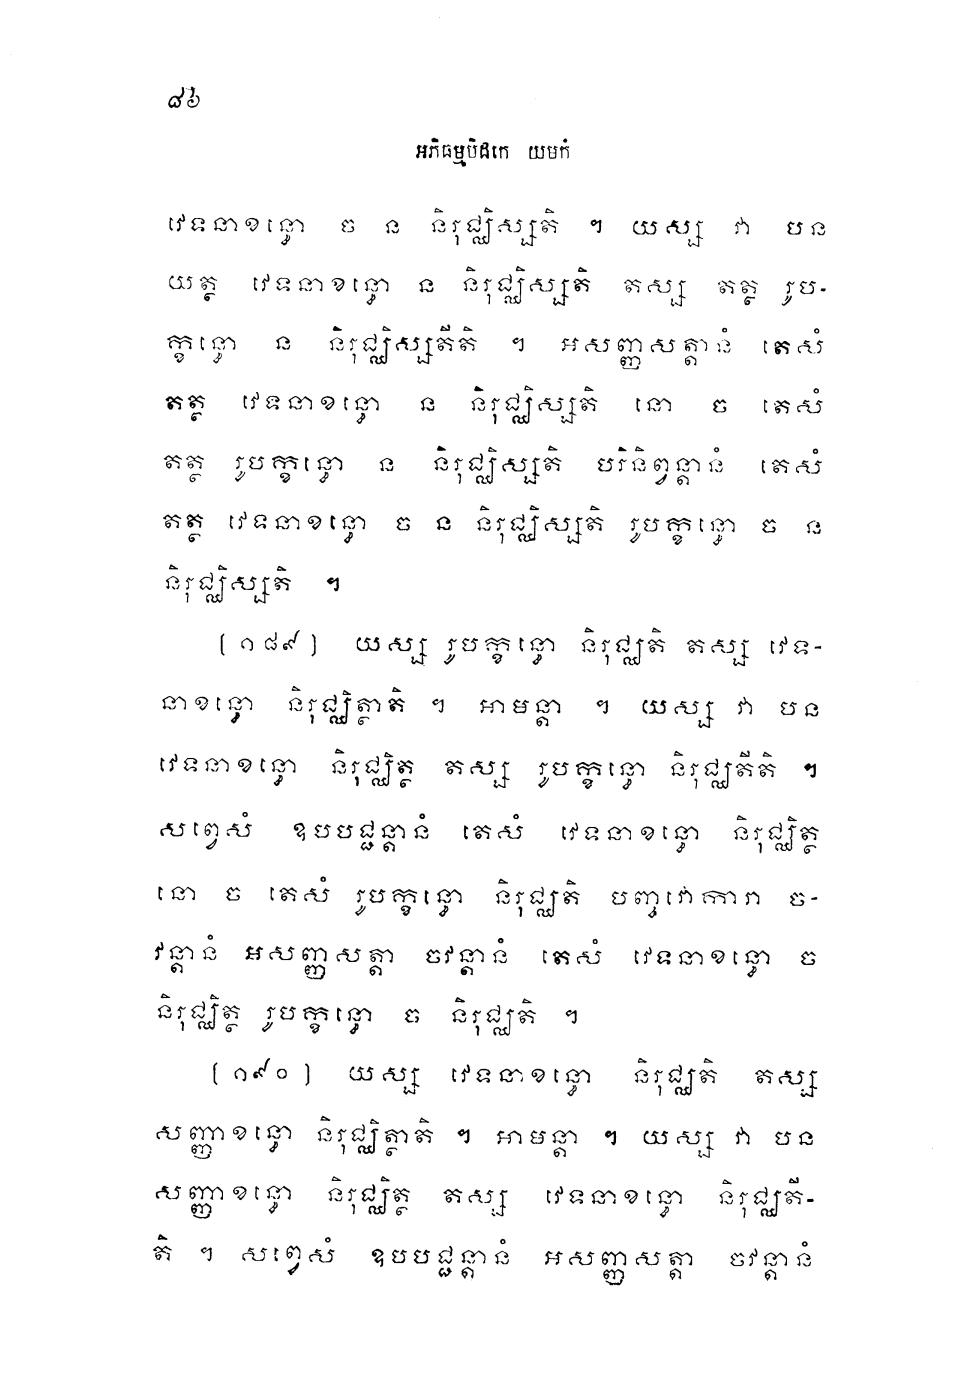 ៨៦
អភិធម្មបិដកេ យមកំ
វេទនាខន្ធោ ច ន និរុជ្ឈិស្សតិ ។ យស្ស វា បន
យត្ថ វេទនាខន្ធោ ន និរុជ្ឈិស្សតិ តស្ស តត្ថ រូប-
ក្ខន្ធោ ន និរុជ្ឈិស្សតីតិ ។ អសញ្ញសត្តានំ តេសំ
តត្ថ វេទនាខន្ធោ ន និរុជ្ឈិស្សតិ នោ ច តេសំ
តត្ថ រូបក្ខន្ធោ ន និរុជ្ឈិស្សតិ បរិនិព្វន្តានំ តេសំ
តត្ថ វេទនាខន្ធោ ច ន និរុជ្ឈិស្សតិ រូបក្ខន្ធោ ច ន
និរុជ្ឈិស្សតិ ។
(១៨៩) យស្ស រូបក្ខន្ធោ និរុជ្ឈតិ តស្ស វេទ-
នាខន្ធោ និរុជ្ឈិត្ថាតិ ។ អាមន្តា ។ យស្ស វា បន
វេទនាខន្ធោ និរុជ្ឈិត្ថ តស្ស រូបក្ខន្ធោ និរុជ្ឈតីតិ ។
សព្វេសំ ឧបបជ្ជន្តានំ តេសំ វេទនាខន្ធោ និរុជ្ឈិត្ថ
នោ ច តេសំ រូបក្ខន្ធោ និរុជ្ឈតិ បញ្ចវោការា ច-
វន្តានំ អសញ្ញសត្តា ចវន្តានំ តេសំ វេទនាខន្ធោ ច
និរុជ្ឈិត្ថ រូបក្ខន្ធោ ច និរុជ្ឈតិ ។
(១៩០) យស្ស វេទនាខន្ធោ និរុជ្ឈតិ តស្ស
សញ្ញាខន្ធោ និរុជ្ឈិត្ថាតិ ។ អាមន្តា ។ យស្ស វា បន
សញ្ញាខន្ធោ និរុជ្ឈិត្ថ តស្ស វេទនាខន្ធោ និរុជ្ឈតី-
តិ ។ សព្វេសំ ឧបបជ្ជន្តានំ អសញ្ញសត្តា ចវន្តានំ